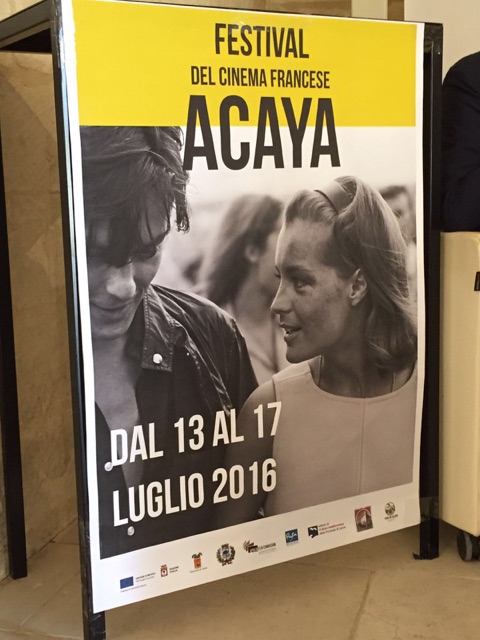 FESTIVAL
DEL CINEMA FRANCESE
ACAYA
DAL 13 AL 17
LUGLIO 2016